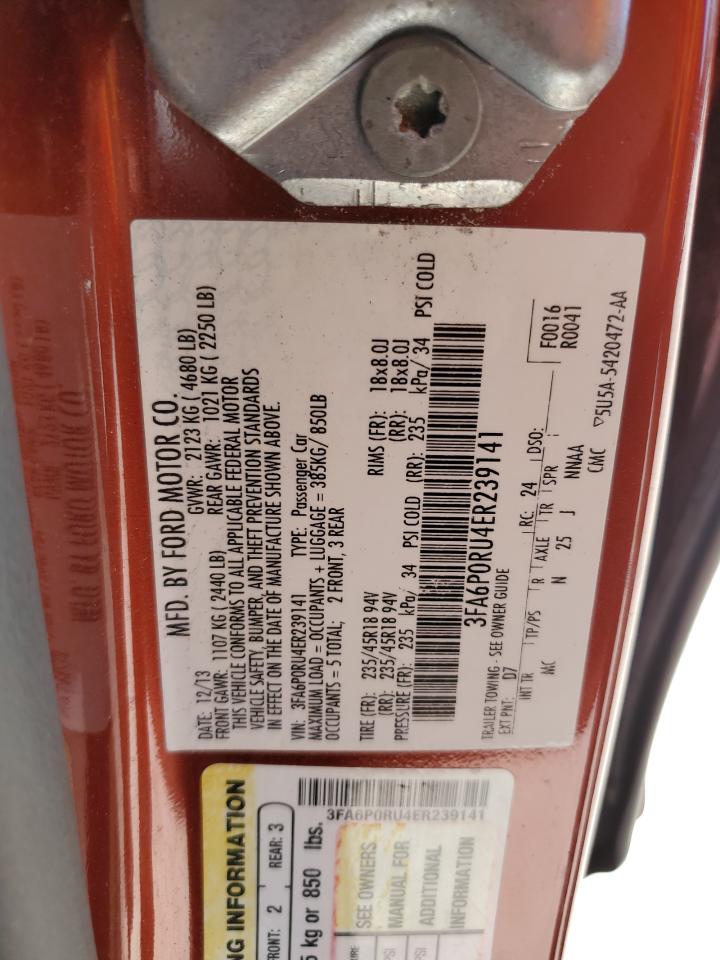 MFD. BY FORD MOTOR CO.
DATE: 12/13 GVWR: 2123 KG ( 4680 LB)
FRONT GAWR: 1107 KG ( 2440 LB) REAR GAWR: 1021 KG ( 2250 LB)
THIS VEHICLE CONFORMS TO ALL APPLICABLE FEDERAL MOTOR
VEHICLE SAFETY, BUMPER, AND THEFT PREVENTION STANDARDS
IN EFFECT ON THE DATE OF MANUFACTURE SHOWN ABOVE.
VIN: 3FA6P0RU4ER239141 TYPE: Passenger Car
MAXIMUM LOAD = OCCUPANTS + LUGGAGE = 385KG/ 850LB
OCCUPANTS = 5 TOTAL; 2 FRONT, 3 REAR
TIRE (FR): 235/45R18 94V RIMS (FR): 18x8.0J
(RR): 235/45R18 94V (RR): 18x8.0J
PRESSURE (FR): 235 kPa/ 34 PSI COLD (RR): 235 kPa/ 34 PSI COLD
3FA6P0RU4ER239141
TRAILER TOWING - SEE OWNER GUIDE
EXT PNT: D7 RC: 24 DSO: F0016
R0041
INT TR TP/PS R AXLE TR SPR
MC N 25 J NNAA
CMC ▽5U5A-5420472-AA
NG INFORMATION
FRONT: 2 REAR: 3
5 kg or 850 lbs.
3FA6P0RU4ER239141
SEE OWNERS
MANUAL FOR
ADDITIONAL
INFORMATION